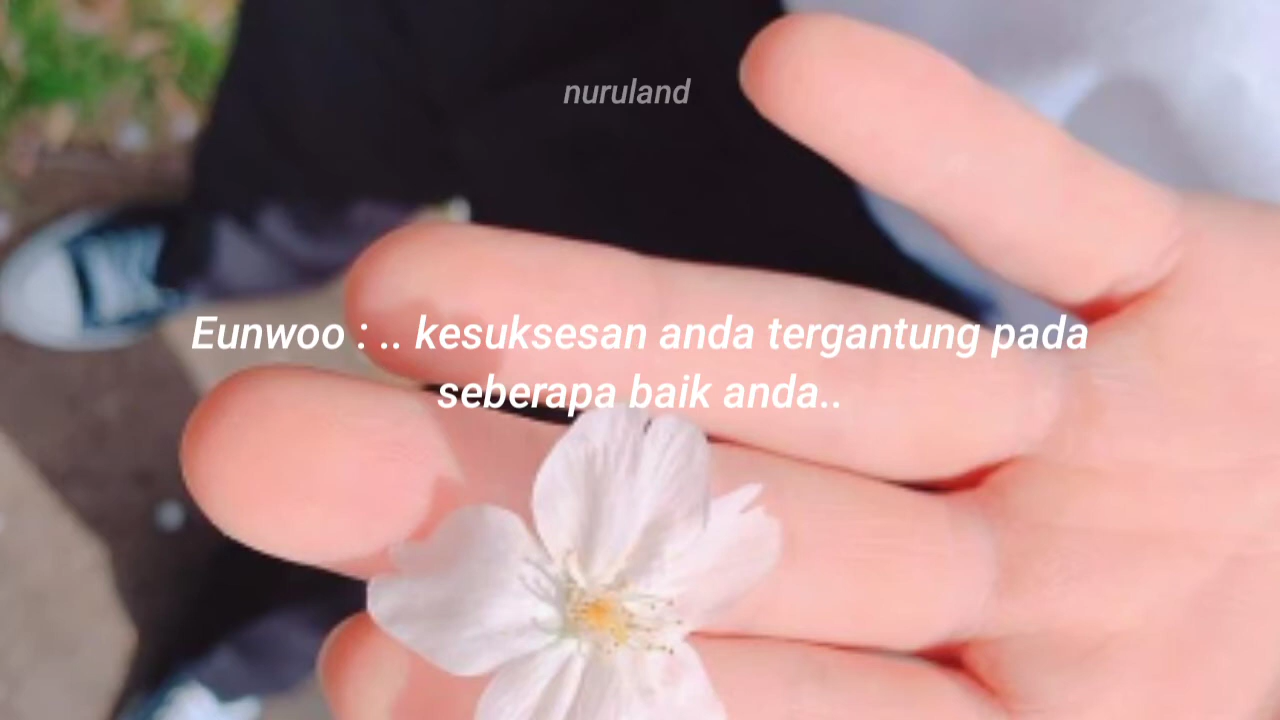 nuruland
Eunwoo : .. kesuksesan anda tergantung pada
seberapa baik anda..